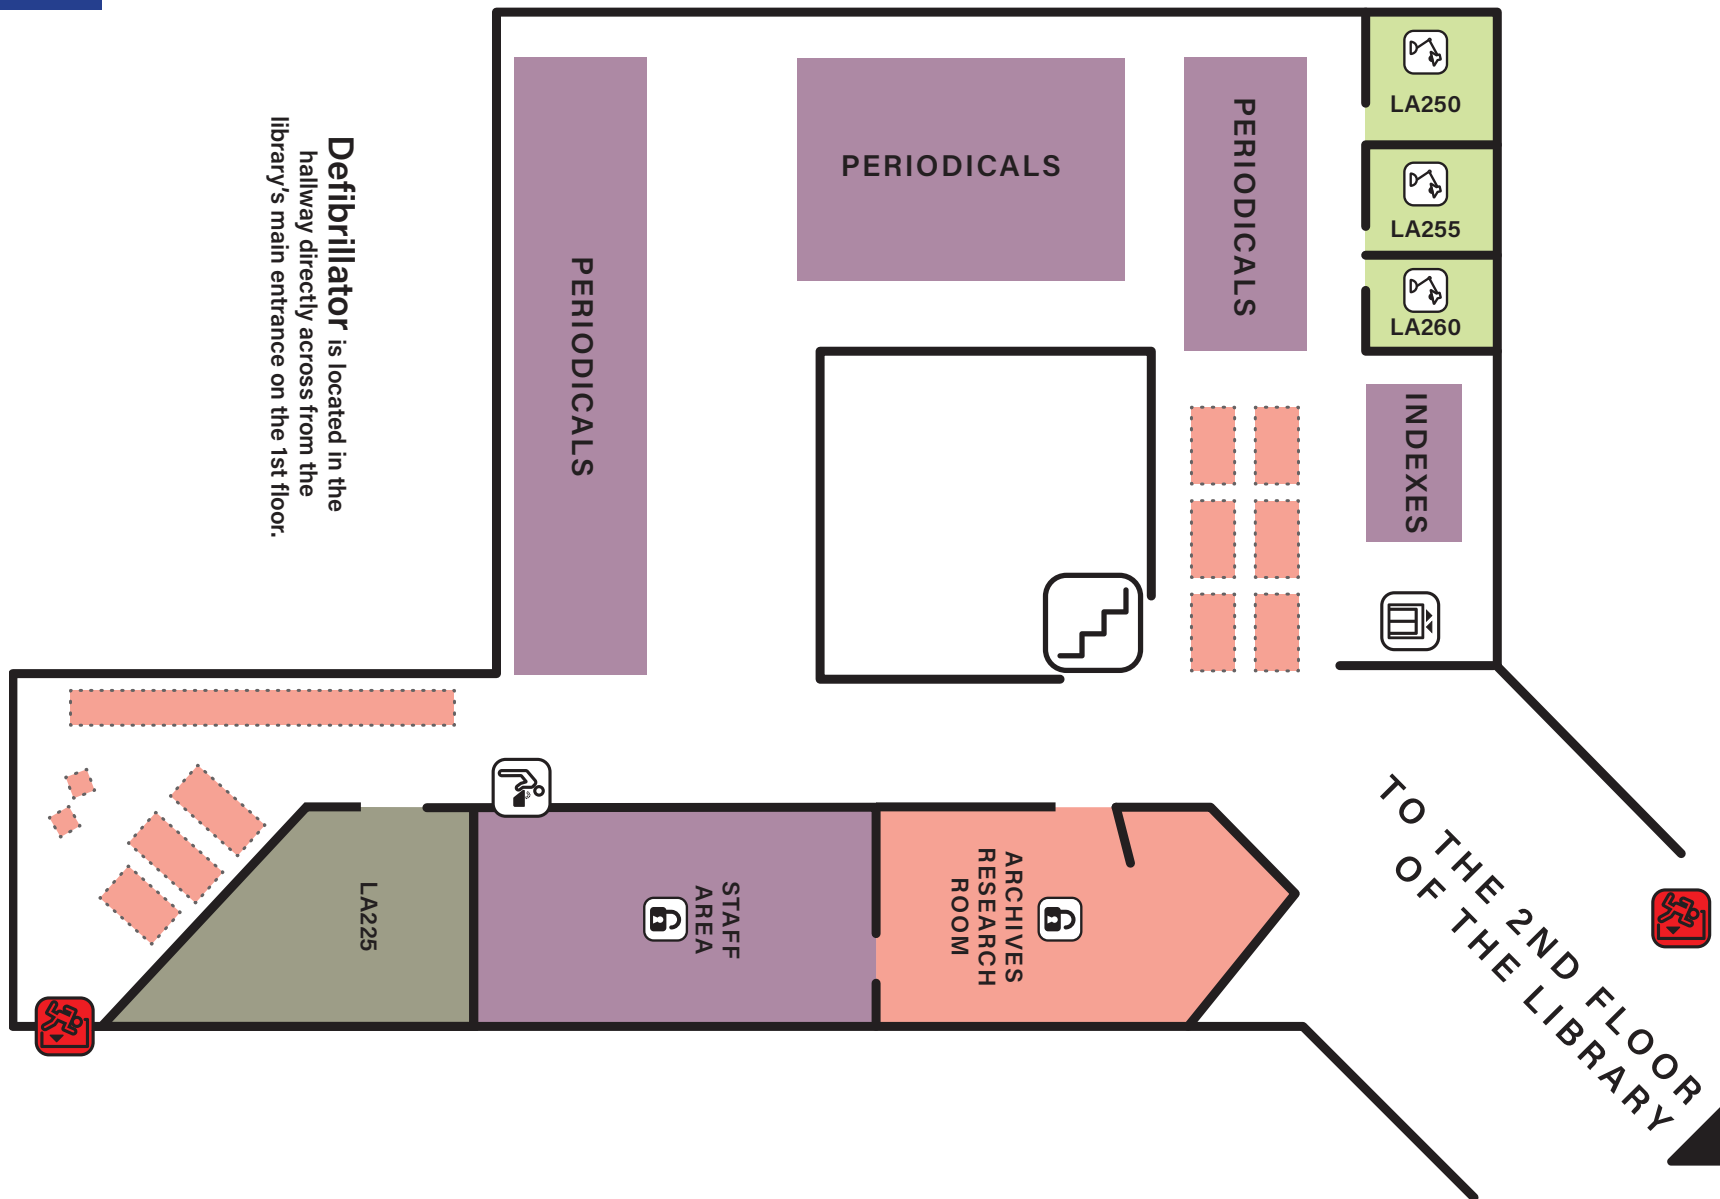 LA250
LA255
LA260
PERIODICALS
PERIODICALS
PERIODICALS
INDEXES
Defibrillator is located in the
hallway directly across from the
library's main entrance on the 1st floor.
LA225
STAFF
AREA
ARCHIVES
RESEARCH
ROOM
TO THE 2ND FLOOR
OF THE LIBRARY